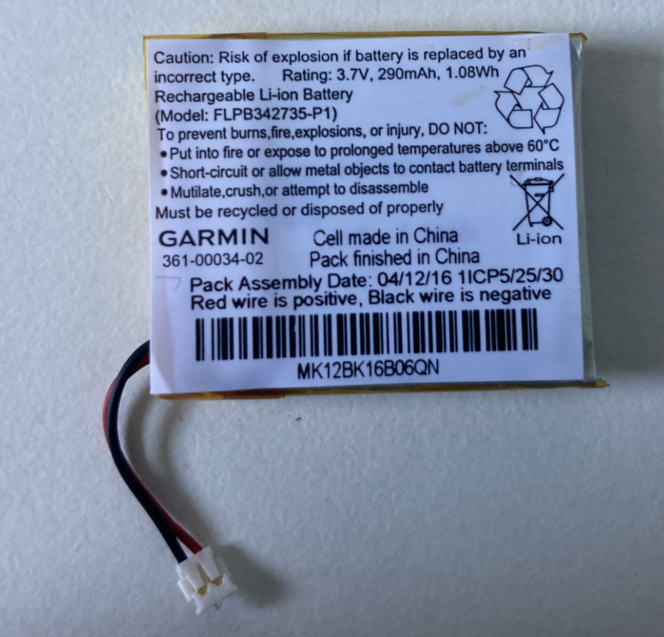 Caution: Risk of explosion if battery is replaced by an
incorrect type. Rating: 3.7V, 290mAh, 1.08Wh
Rechargeable Li-ion Battery
(Model: FLPB342735-P1)
To prevent burns,fire,explosions, or injury, DO NOT:
•Put into fire or expose to prolonged temperatures above 60°C
•Short-circuit or allow metal objects to contact battery terminals
•Mutilate,crush,or attempt to disassemble
Must be recycled or disposed of properly
Li-ion
GARMIN Cell made in China
361-00034-02 Pack finished in China
Pack Assembly Date: 04/12/16 1ICP5/25/30
Red wire is positive, Black wire is negative
MK12BK16B06QN